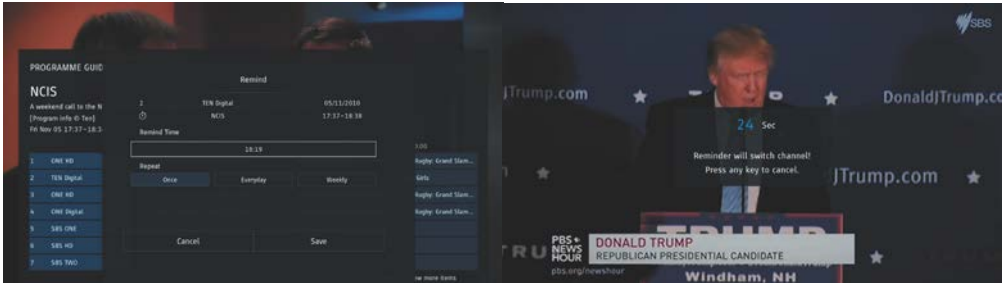 PROGRAMME GUID
NCIS
A weekend call to the N
[Program info © Ten]
Fri Nov 05 17:37~18:3
1 ONE HD
2 TEN Digital
3 ONE HD
4 ONE Digital
5 SBS ONE
6 SBS HD
7 SBS TWO
Remind
2 TEN Digital 05/11/2010
NCIS 17:37~18:38
Remind Time
18:19
Repeat
Once Everyday Weekly
Cancel Save
Rugby: Grand Slam...
Girls
Rugby: Grand Slam...
Rugby: Grand Slam...
ow more items
SBS
JTrump.com
DonaldJTrump.co
24 Sec
Reminder will switch channel!
Press any key to cancel.
JTrump.com
TRUMP
TRU
PBS NEWS HOUR
DONALD TRUMP
REPUBLICAN PRESIDENTIAL CANDIDATE
pbs.org/newshour
Windham, NH